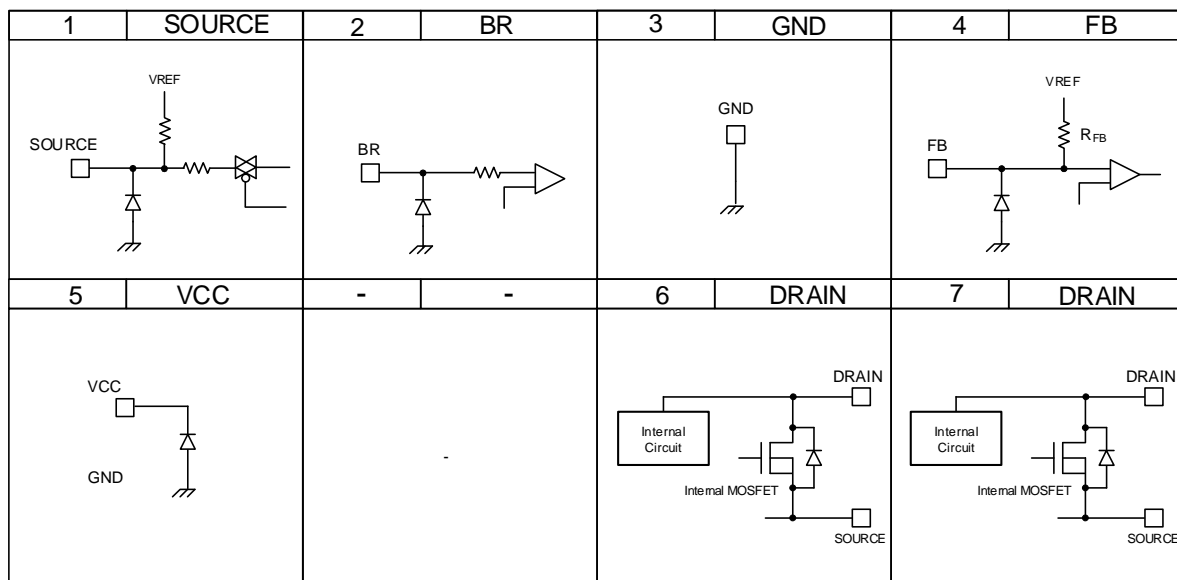 1 SOURCE 2 BR 3 GND 4 FB
VREF
SOURCE
BR
GND
VREF
RFB
FB
5 VCC - - 6 DRAIN 7 DRAIN
VCC
GND
-
DRAIN
Internal
Circuit
Internal MOSFET
SOURCE
DRAIN
Internal
Circuit
Internal MOSFET
SOURCE